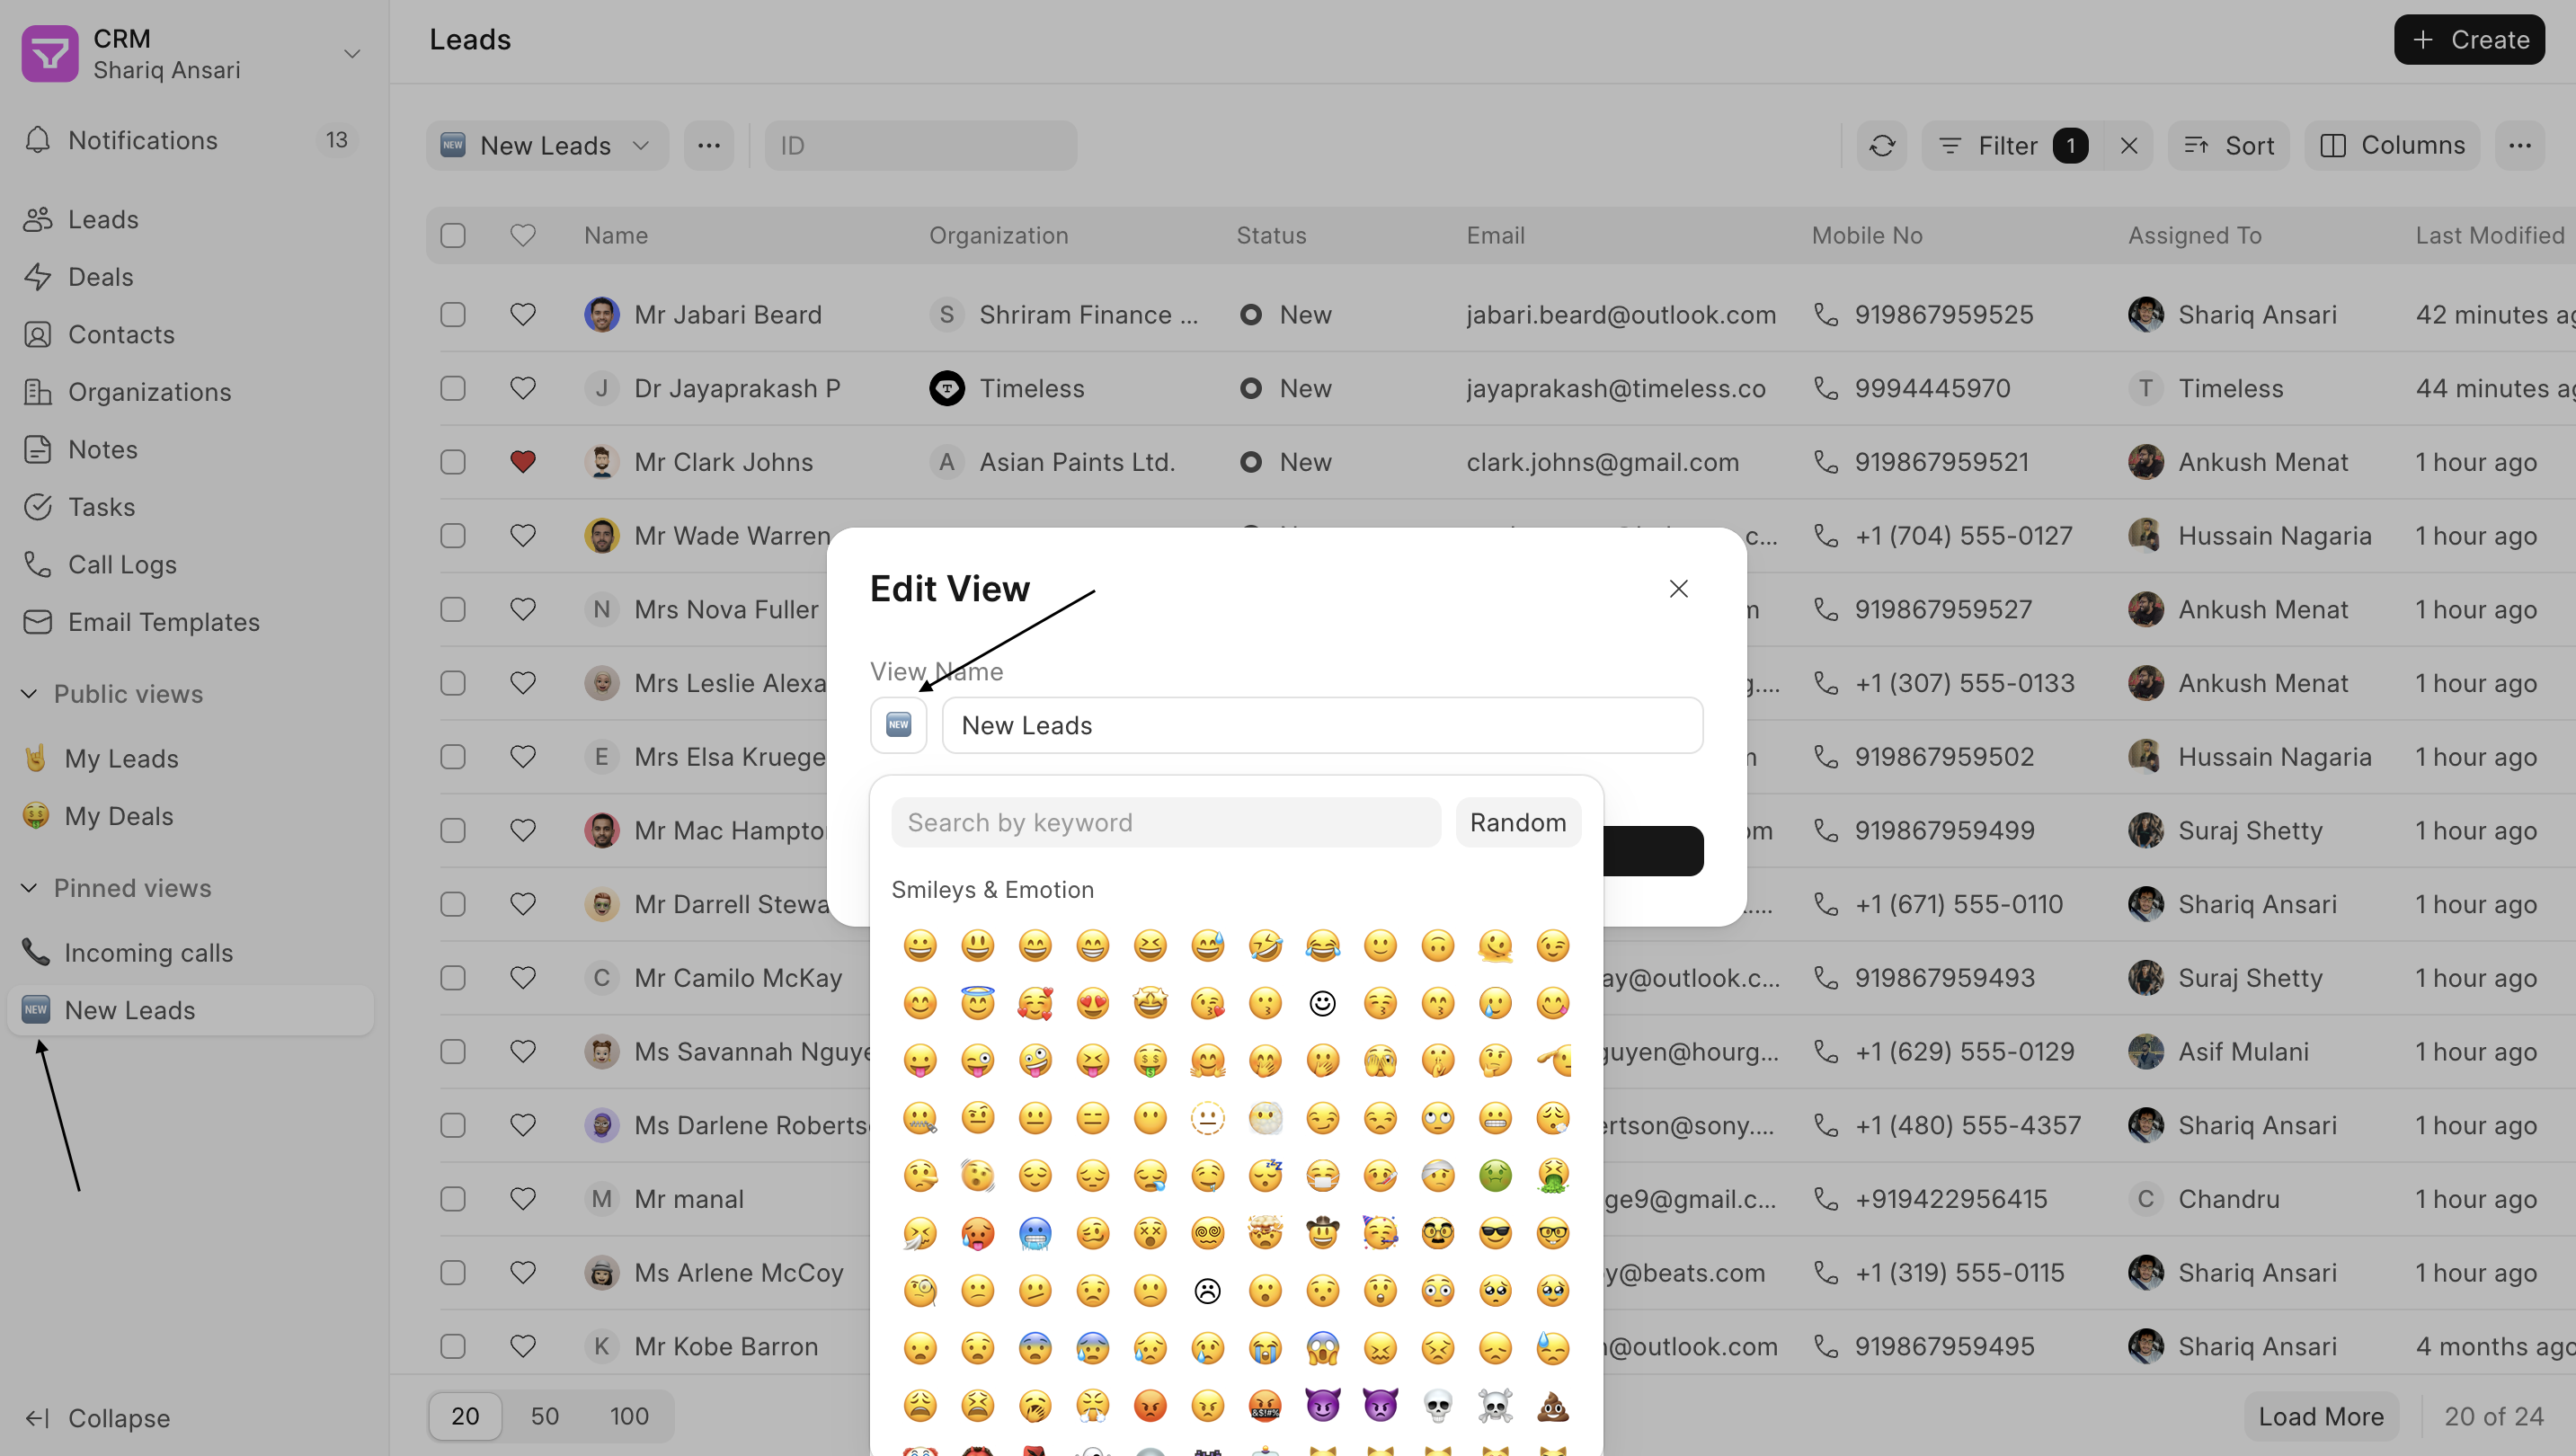 CRM
Shariq Ansari
Notifications 13
Leads
Deals
Contacts
Organizations
Notes
Tasks
Call Logs
Email Templates
Public views
My Leads
My Deals
Pinned views
Incoming calls
NEW New Leads
Collapse
Leads
+ Create
NEW New Leads ... ID Filter 1 Sort Columns ...
Name Organization Status Email Mobile No Assigned To Last Modified
Mr Jabari Beard S Shriram Finance ... New jabari.beard@outlook.com 919867959525 Shariq Ansari 42 minutes ag
J Dr Jayaprakash P T Timeless New jayaprakash@timeless.co 9994445970 T Timeless 44 minutes ag
Mr Clark Johns A Asian Paints Ltd. New clark.johns@gmail.com 919867959521 Ankush Menat 1 hour ago
Mr Wade Warren c... +1 (704) 555-0127 Hussain Nagaria 1 hour ago
N Mrs Nova Fuller 919867959527 Ankush Menat 1 hour ago
Mrs Leslie Alexa g.... +1 (307) 555-0133 Ankush Menat 1 hour ago
E Mrs Elsa Kruege 919867959502 Hussain Nagaria 1 hour ago
Mr Mac Hampto om 919867959499 Suraj Shetty 1 hour ago
Mr Darrell Stewa .... +1 (671) 555-0110 Shariq Ansari 1 hour ago
C Mr Camilo McKay ay@outlook.c... 919867959493 Suraj Shetty 1 hour ago
Ms Savannah Nguye guyen@hourg... +1 (629) 555-0129 Asif Mulani 1 hour ago
Ms Darlene Roberts ertson@sony.... +1 (480) 555-4357 Shariq Ansari 1 hour ago
M Mr manal ge9@gmail.c... +919422956415 C Chandru 1 hour ago
Ms Arlene McCoy y@beats.com +1 (319) 555-0115 Shariq Ansari 1 hour ago
K Mr Kobe Barron n@outlook.com 919867959495 Shariq Ansari 4 months ago
20 50 100
Load More 20 of 24
Edit View
View Name
NEW New Leads
Search by keyword Random
Smileys & Emotion